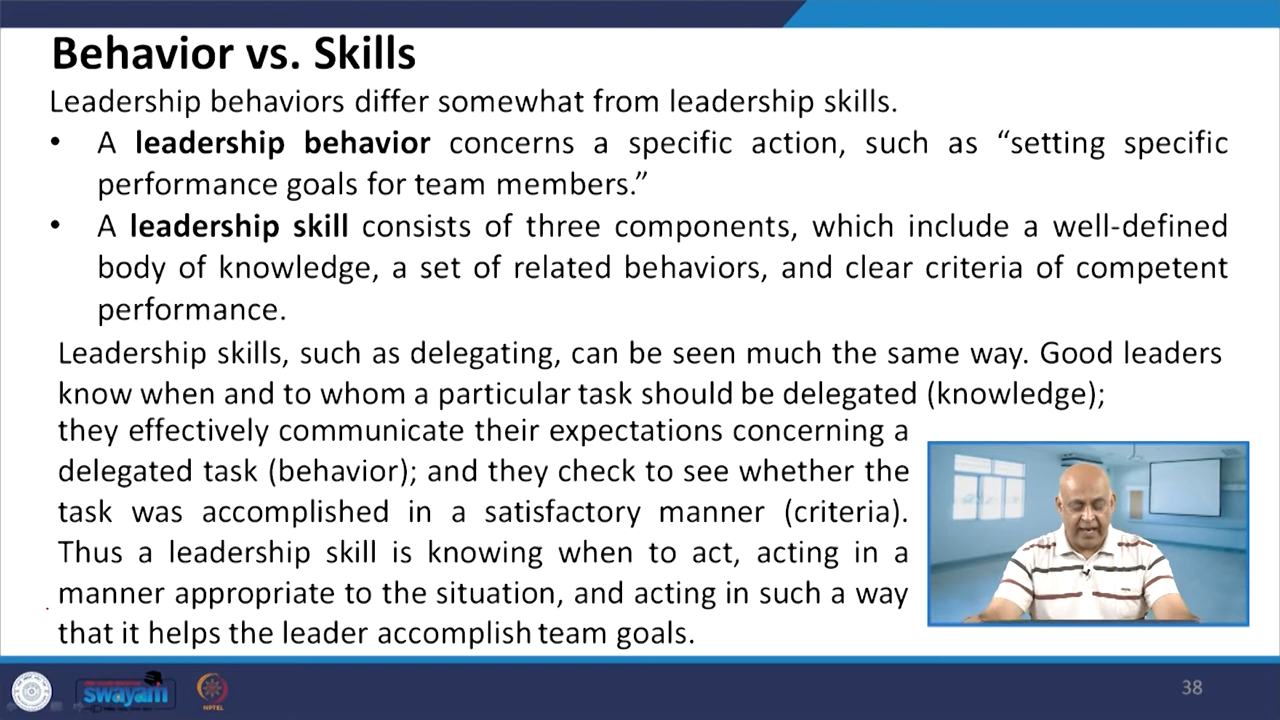 Behavior vs. Skills
Leadership behaviors differ somewhat from leadership skills.
• A leadership behavior concerns a specific action, such as “setting specific
performance goals for team members.”
• A leadership skill consists of three components, which include a well-defined
body of knowledge, a set of related behaviors, and clear criteria of competent
performance.
Leadership skills, such as delegating, can be seen much the same way. Good leaders
know when and to whom a particular task should be delegated (knowledge);
they effectively communicate their expectations concerning a
delegated task (behavior); and they check to see whether the
task was accomplished in a satisfactory manner (criteria).
Thus a leadership skill is knowing when to act, acting in a
manner appropriate to the situation, and acting in such a way
that it helps the leader accomplish team goals.
swayam
NPTEL
38